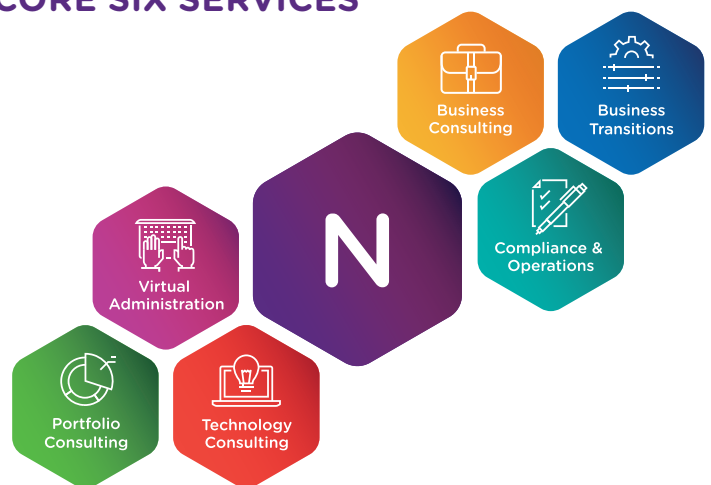 CORE SIX SERVICES
Business
Consulting
Business
Transitions
Compliance &
Operations
N
Virtual
Administration
Portfolio
Consulting
Technology
Consulting